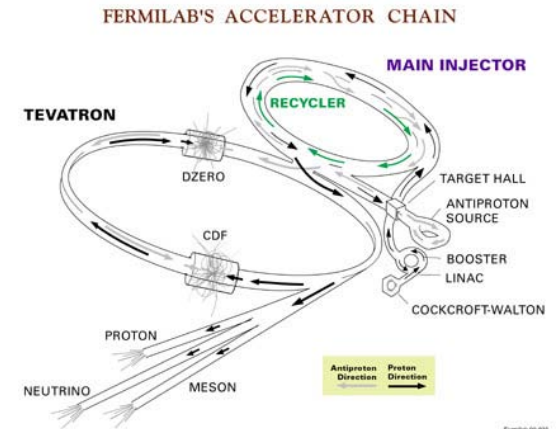 FERMILAB'S ACCELERATOR CHAIN
MAIN INJECTOR
RECYCLER
TEVATRON
DZERO
TARGET HALL
ANTIPROTON
SOURCE
CDF
BOOSTER
LINAC
COCKCROFT-WALTON
PROTON
NEUTRINO
MESON
Antiproton Proton
Direction Direction